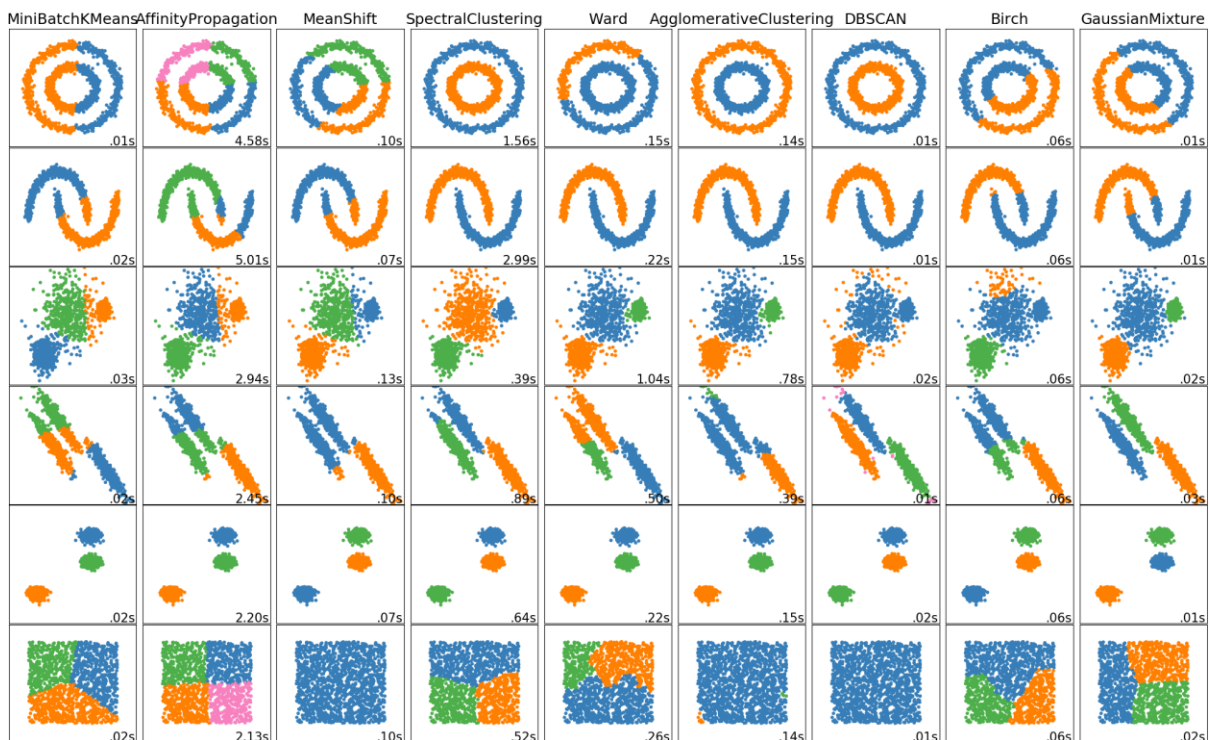 MiniBatchKMeans AffinityPropagation MeanShift SpectralClustering Ward AgglomerativeClustering DBSCAN Birch GaussianMixture
.01s 4.58s .10s 1.56s .15s .14s .01s .06s .01s
.02s 5.01s .07s 2.99s .22s .15s .01s .06s .01s
.03s 2.94s .13s .39s 1.04s .78s .02s .06s .02s
.02s 2.45s .10s .89s .50s .39s .01s .06s .03s
.02s 2.20s .07s .64s .22s .15s .02s .06s .01s
.02s 2.13s .10s .52s .26s .14s .01s .06s .02s